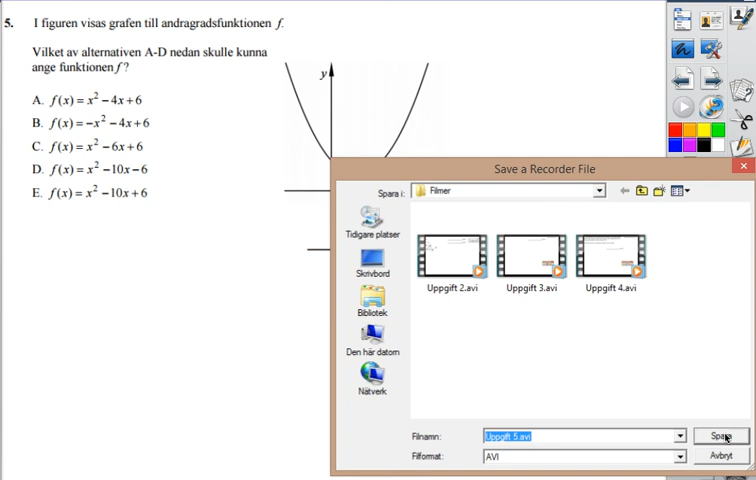 5. I figuren visas grafen till andragradsfunktionen f.
Vilket av alternativen A-D nedan skulle kunna
ange funktionen f ?
A. f(x) = x² − 4x + 6
B. f(x) = −x² − 4x + 6
C. f(x) = x² − 6x + 6
D. f(x) = x² − 10x − 6
E. f(x) = x² − 10x + 6
y
Save a Recorder File
Spara i:
Filmer
Tidigare platser
Skrivbord
Bibliotek
Den här datorn
Nätverk
Uppgift 2.avi
Uppgift 3.avi
Uppgift 4.avi
Filnamn:
Uppgift 5.avi
Spara
Filformat:
AVI
Avbryt